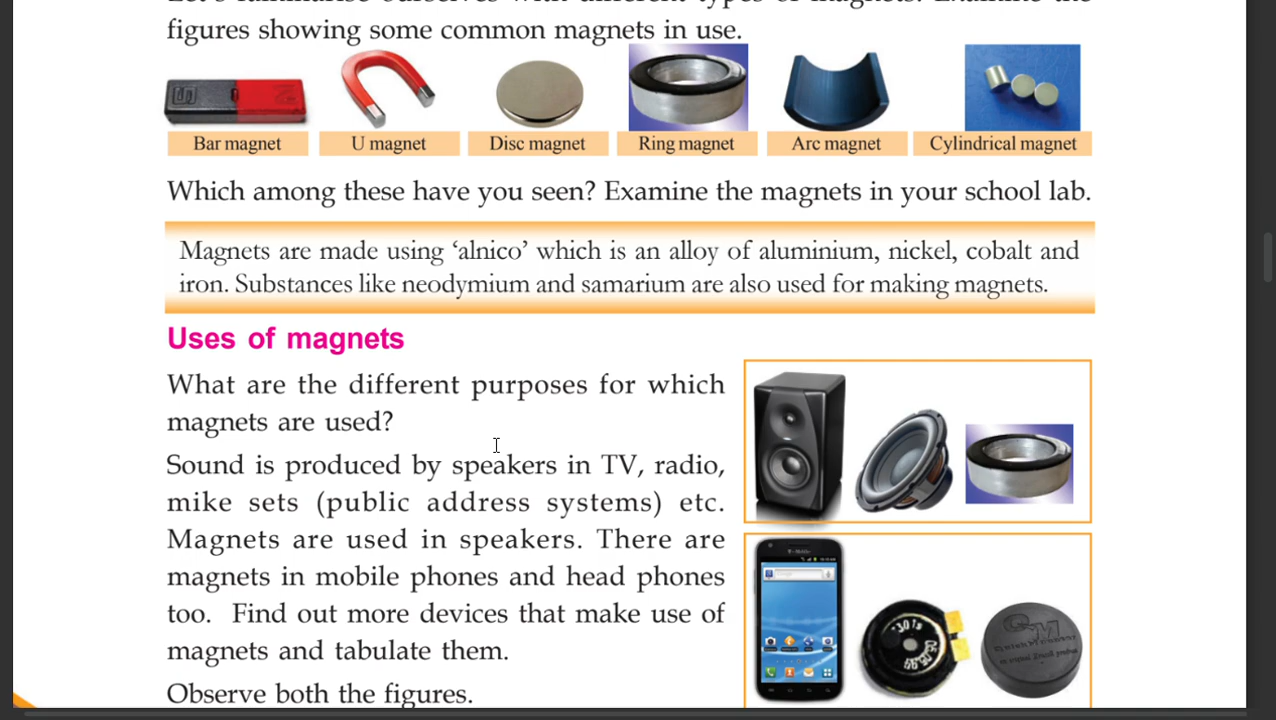 figures showing some common magnets in use.
Bar magnet
U magnet
Disc magnet
Ring magnet
Arc magnet
Cylindrical magnet
Which among these have you seen? Examine the magnets in your school lab.
Magnets are made using ‘alnico’ which is an alloy of aluminium, nickel, cobalt and
iron. Substances like neodymium and samarium are also used for making magnets.
Uses of magnets
What are the different purposes for which
magnets are used?
Sound is produced by speakers in TV, radio,
mike sets (public address systems) etc.
Magnets are used in speakers. There are
magnets in mobile phones and head phones
too. Find out more devices that make use of
magnets and tabulate them.
Observe both the figures.